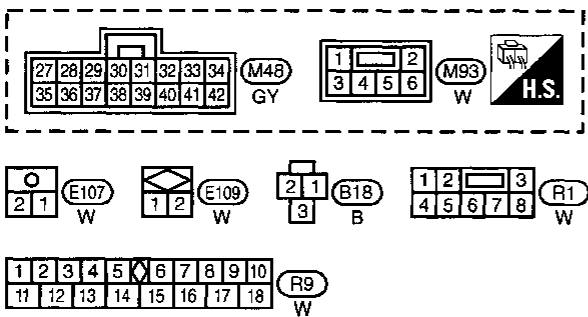 27 28 29 30 31 32 33 34
35 36 37 38 39 40 41 42
M48
GY
1 2
3 4 5 6
M93
W
H.S.
2 1
E107
W
1 2
E109
W
2 1
3
B18
B
1 2 3
4 5 6 7 8
R1
W
1 2 3 4 5 6 7 8 9 10
11 12 13 14 15 16 17 18
R9
W